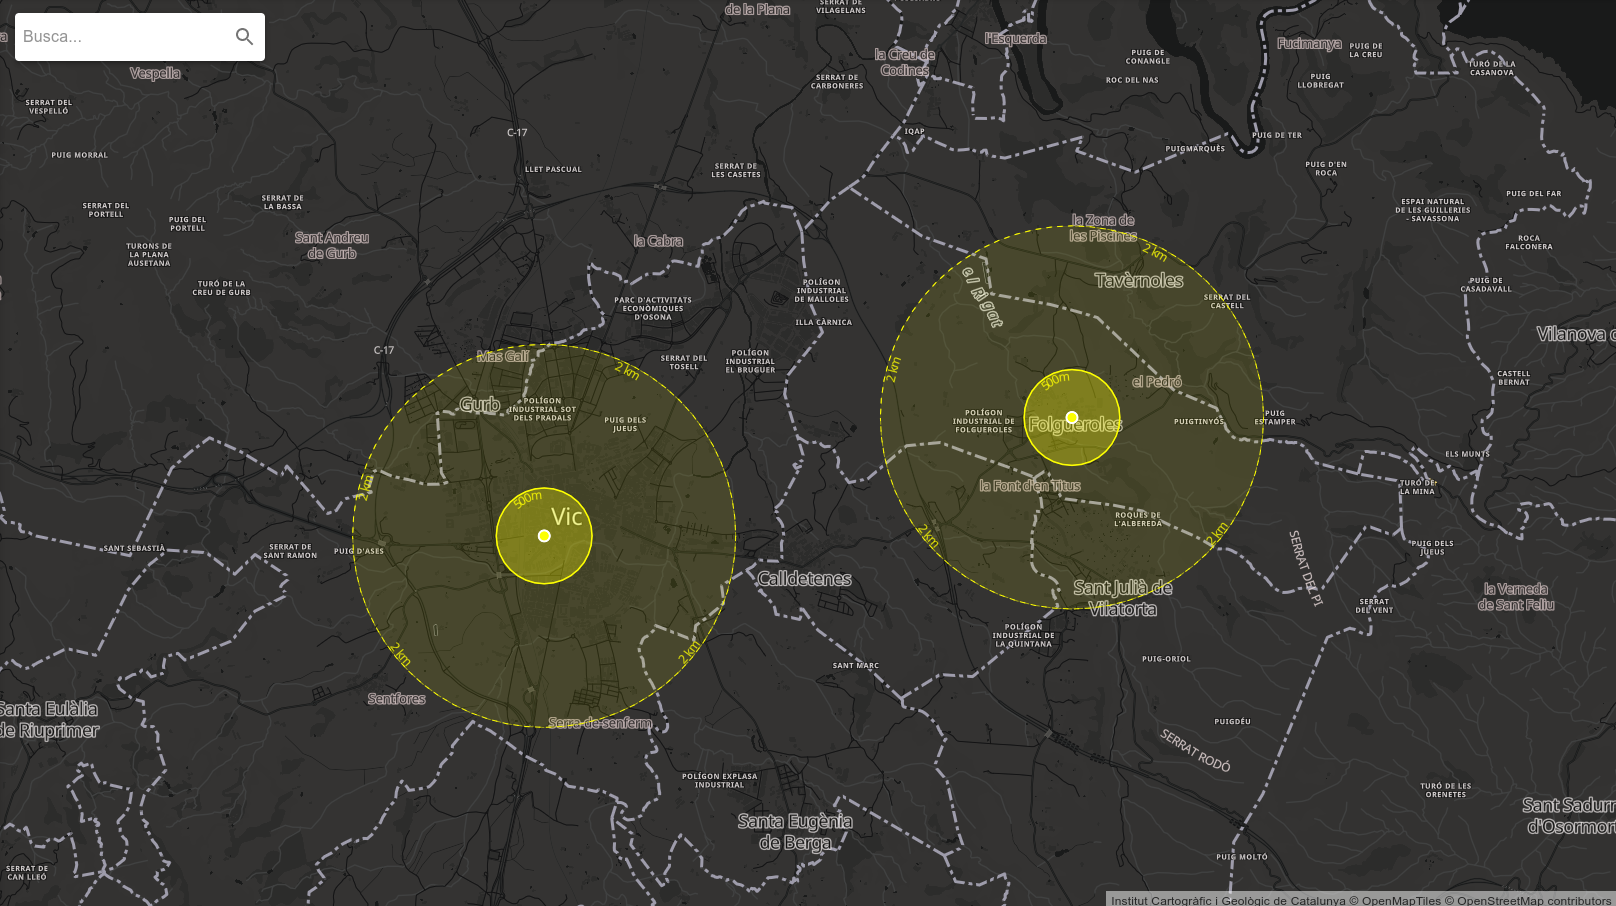 Busca...
de la Plana
SERRAT DE
VILAGELANS
l'Esquerda
la Creu de
Codines
PUIG DE
CONANGLE
Fucimanya
PUIG DE
LA CREU
TURÓ DE LA
CASANOVA
Vespella
SERRAT DE
CARBONERES
ROC DEL NAS
PUIG
LLOBREGAT
SERRAT DEL
VESPELLÓ
C-17
IQAP
PUIG DE TER
PUIGMARQUÈS
PUIG MORRAL
LLET PASCUAL
SERRAT DE
LES CASETES
PUIG D'EN
ROCA
PUIG DEL FAR
SERRAT DEL
PORTELL
PUIG DEL
PORTELL
SERRAT DE
LA BASSA
ESPAI NATURAL
DE LES GUILLERIES
- SAVASSONA
la Zona de
les Piscines
Sant Andreu
de Gurb
la Cabra
TURONS DE
LA PLANA
AUSETANA
ROCA
FALCONERA
2 km
Tavèrnoles
el Rigat
TURÓ DE LA
CREU DE GURB
POLÍGON
INDUSTRIAL
DE MALLOLES
PUIG DE
CASADAVALL
PARC D'ACTIVITATS
ECONÒMIQUES
D'OSONA
SERRAT DEL
CASTELL
ILLA CÀRNICA
Vilanova d
C-17
Mas Galí
2 km
SERRAT DEL
TOSELL
POLÍGON
INDUSTRIAL
EL BRUGUER
2 km
500m
el Pedró
CASTELL
BERNAT
Gurb
POLÍGON
INDUSTRIAL SOT
DELS PRADALS
PUIG DELS
JUEUS
POLÍGON
INDUSTRIAL DE
FOLGUEROLES
Folgueroles
PUIGTINYÓS
PUIG
ESTAMPER
ELS MUNTS
2 km
500m
Vic
la Font d'en Titus
TURÓ DE
LA MINA
ROQUES DE
L'ALBEREDA
2 km
2 km
SANT SEBASTIÀ
SERRAT DE
SANT RAMON
PUIG D'ASES
PUIG DELS
JUEUS
SERRAT DEL PI
Calldetenes
Sant Julià de
Vilatorta
SERRAT
DEL VENT
la Verneda
de Sant Feliu
POLÍGON
INDUSTRIAL DE
LA QUINTANA
2 km
2 km
SANT MARC
PUIG-ORIOL
Sentfores
Serra-de-senferm
Santa Eulàlia
de Riuprimer
PUIGDÉU
SERRAT RODÓ
POLÍGON EXPLASA
INDUSTRIAL
TURÓ DE LES
ORENETES
Santa Eugènia
de Berga
Sant Sadurn
d'Osormort
PUIG MOLTÓ
SERRAT DE
CAN LLEÓ
Institut Cartogràfic i Geològic de Catalunya © OpenMapTiles © OpenStreetMap contributors